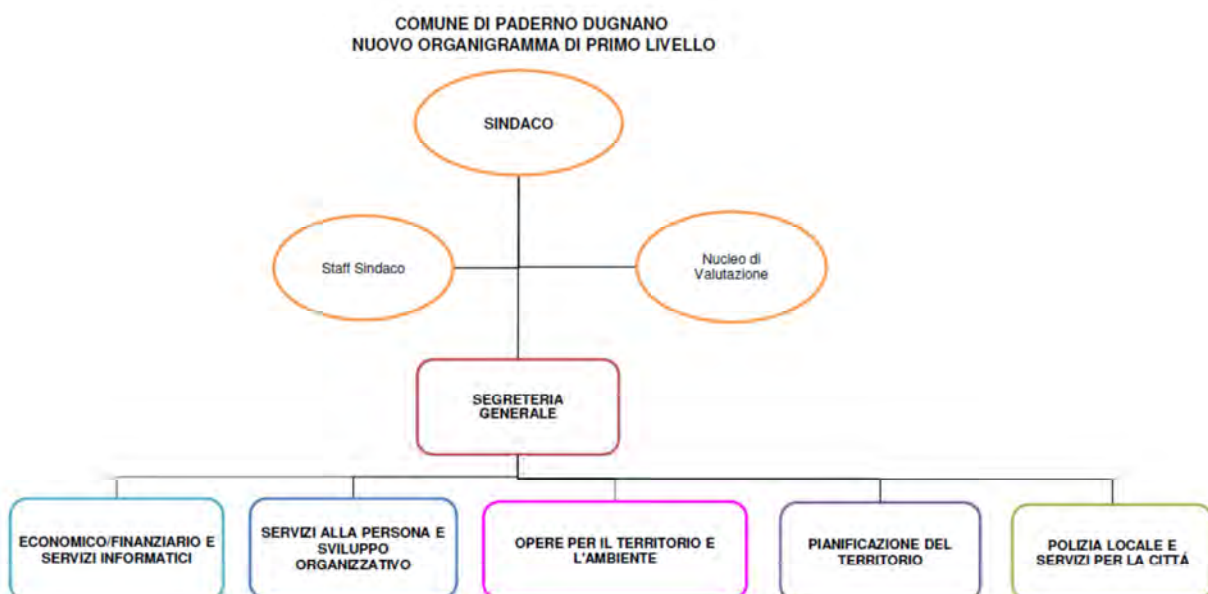 COMUNE DI PADERNO DUGNANO
NUOVO ORGANIGRAMMA DI PRIMO LIVELLO
SINDACO
Staff Sindaco
Nucleo di
Valutazione
SEGRETERIA
GENERALE
ECONOMICO/FINANZIARIO E
SERVIZI INFORMATICI
SERVIZI ALLA PERSONA E
SVILUPPO
ORGANIZZATIVO
OPERE PER IL TERRITORIO E
L'AMBIENTE
PIANIFICAZIONE DEL
TERRITORIO
POLIZIA LOCALE E
SERVIZI PER LA CITTÁ